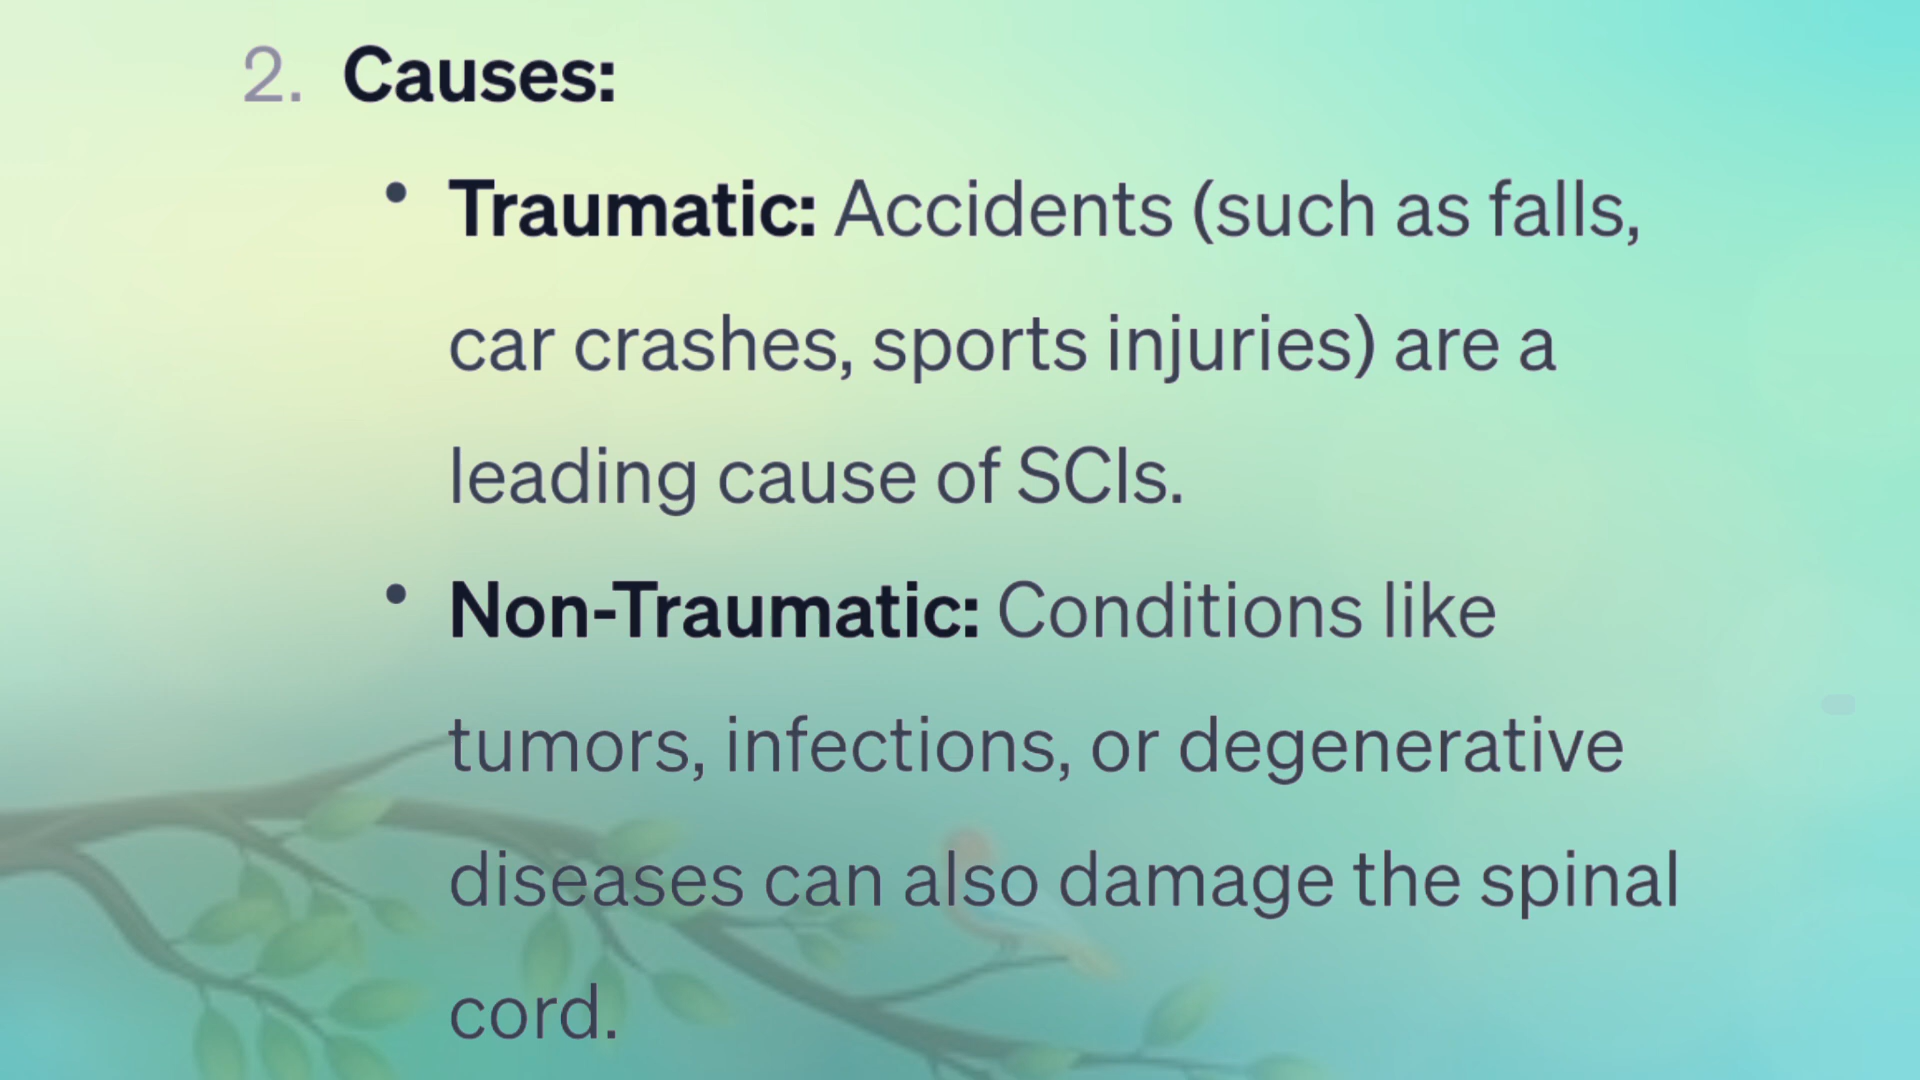 2. Causes:
• Traumatic: Accidents (such as falls,
car crashes, sports injuries) are a
leading cause of SCIs.
• Non-Traumatic: Conditions like
tumors, infections, or degenerative
diseases can also damage the spinal
cord.